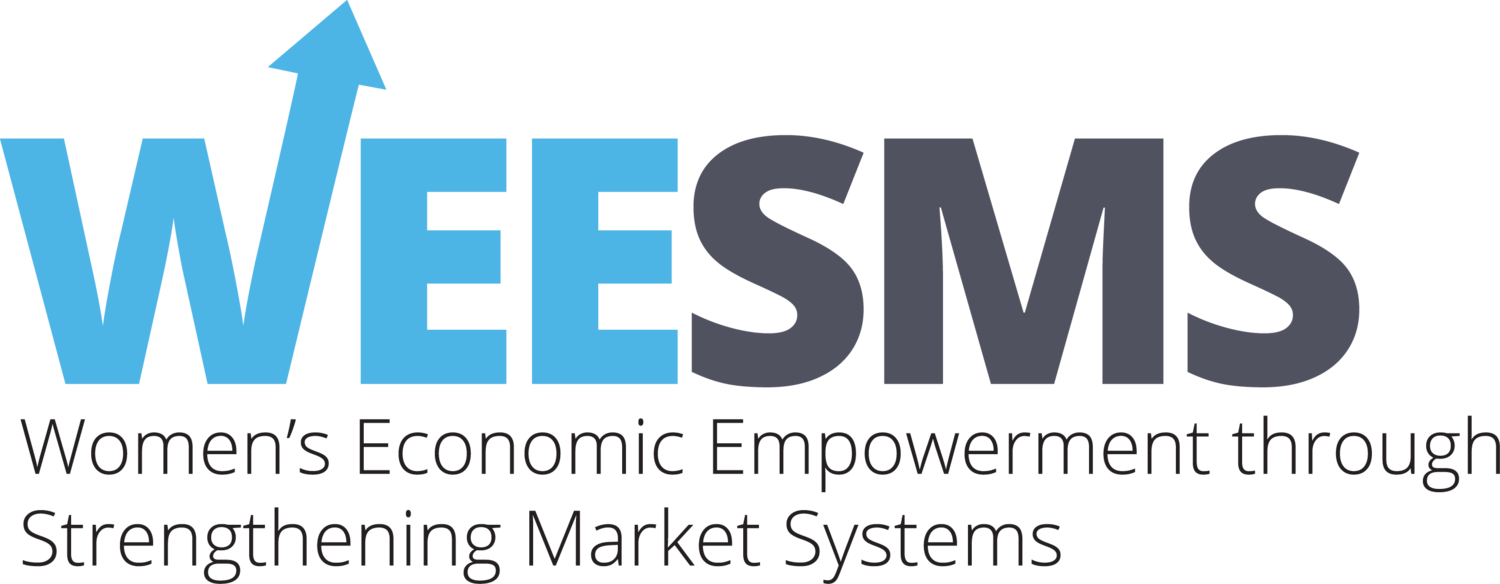 WEESMS
Women’s Economic Empowerment through
Strengthening Market Systems